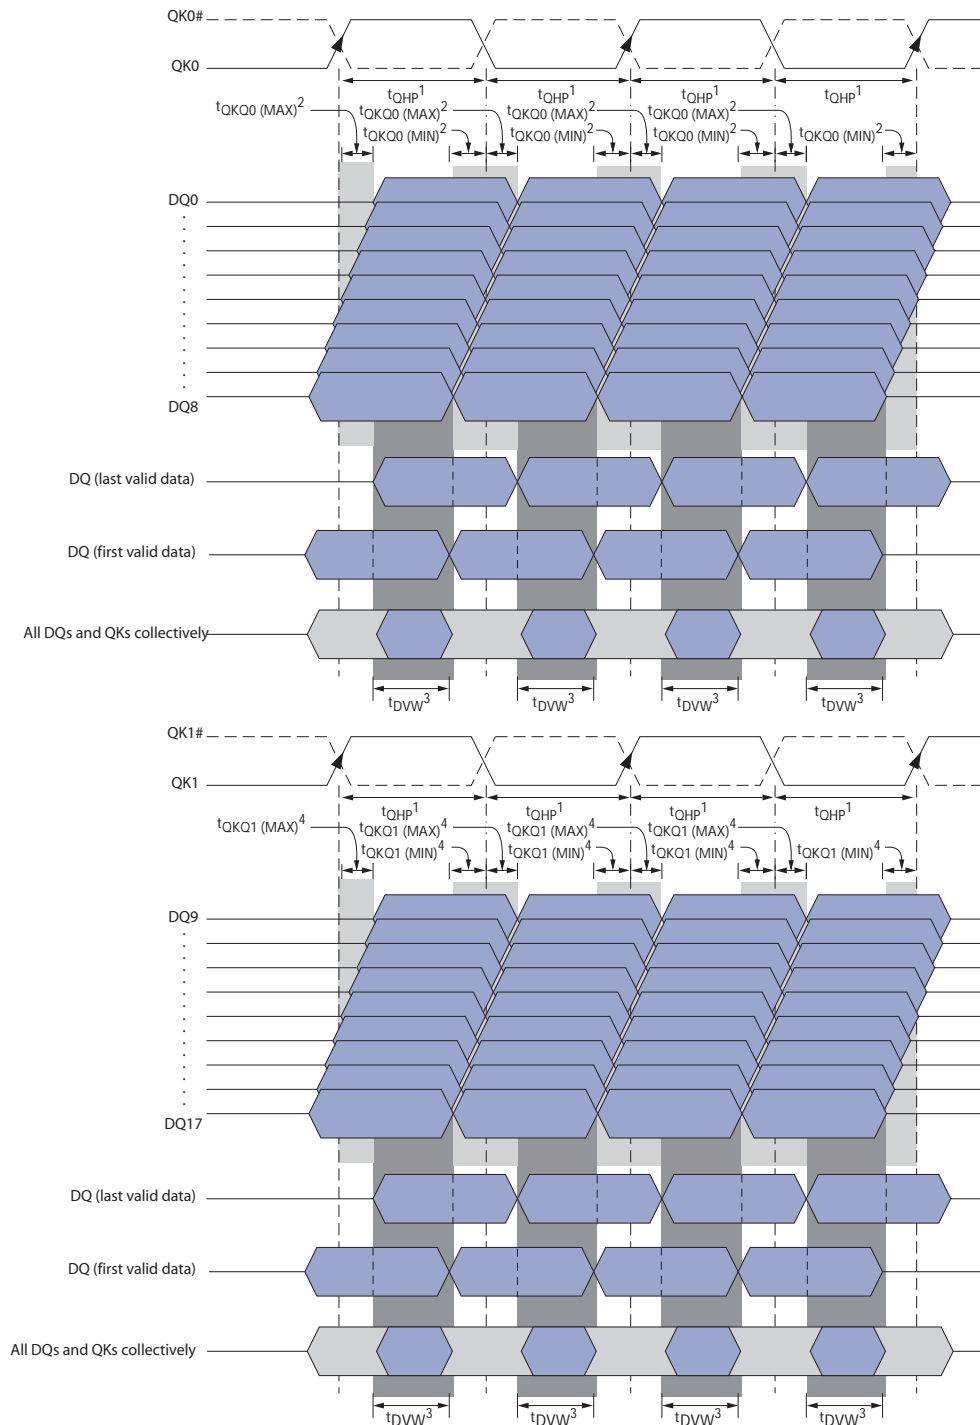 QK0#
QK0
tQHP1 tQHP1 tQHP1 tQHP1
tQKQ0 (MAX)2 tQKQ0 (MAX)2 tQKQ0 (MAX)2 tQKQ0 (MAX)2
tQKQ0 (MIN)2 tQKQ0 (MIN)2 tQKQ0 (MIN)2 tQKQ0 (MIN)2
DQ0
DQ8
DQ (last valid data)
DQ (first valid data)
All DQs and QKs collectively
tDVW3 tDVW3 tDVW3 tDVW3
QK1#
QK1
tQHP1 tQHP1 tQHP1 tQHP1
tQKQ1 (MAX)4 tQKQ1 (MAX)4 tQKQ1 (MAX)4 tQKQ1 (MAX)4
tQKQ1 (MIN)4 tQKQ1 (MIN)4 tQKQ1 (MIN)4 tQKQ1 (MIN)4
DQ9
DQ17
DQ (last valid data)
DQ (first valid data)
All DQs and QKs collectively
tDVW3 tDVW3 tDVW3 tDVW3